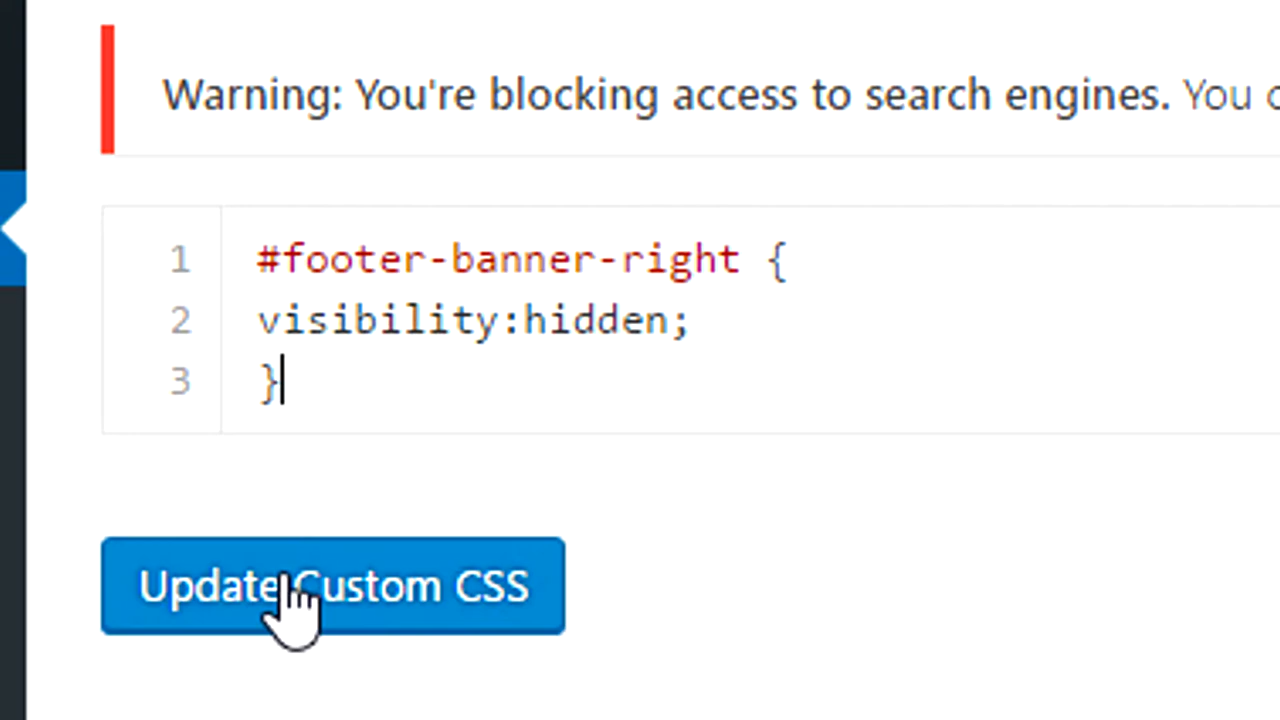 Warning: You're blocking access to search engines. You
1 #footer-banner-right {
2 visibility:hidden;
3 }
Update Custom CSS